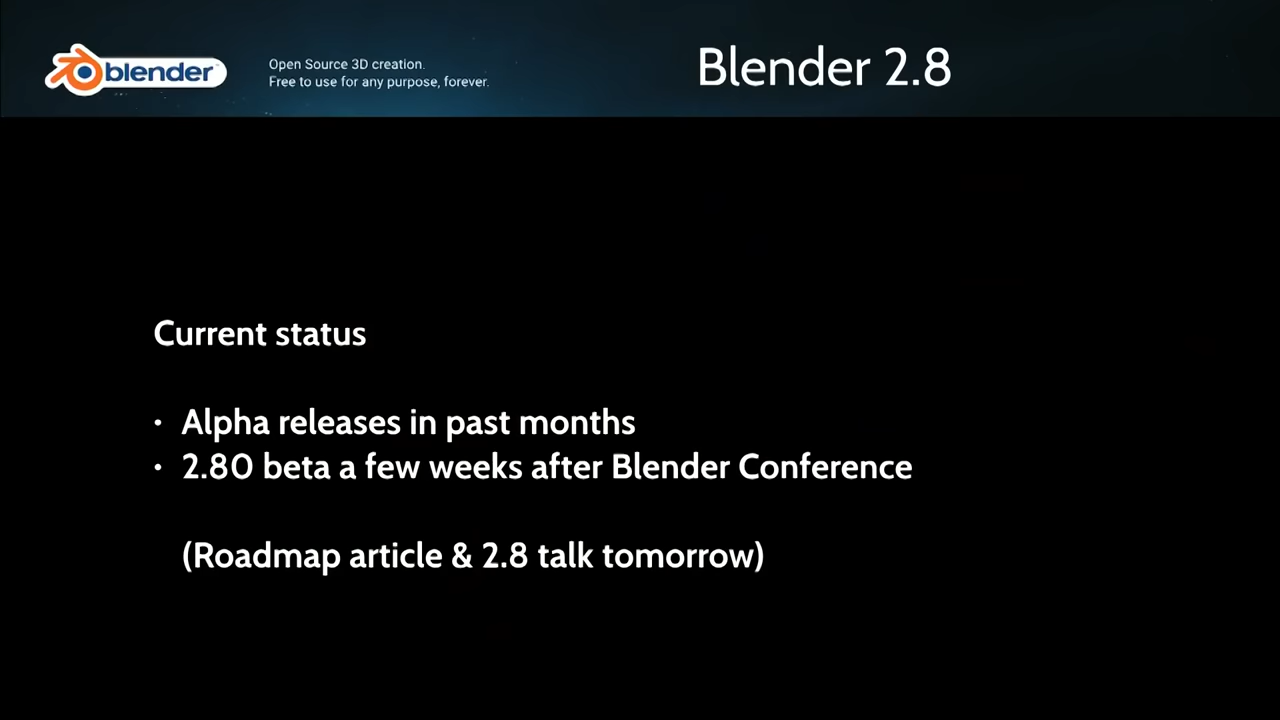 blender
Open Source 3D creation.
Free to use for any purpose, forever.
Blender 2.8
Current status
• Alpha releases in past months
• 2.80 beta a few weeks after Blender Conference
(Roadmap article & 2.8 talk tomorrow)